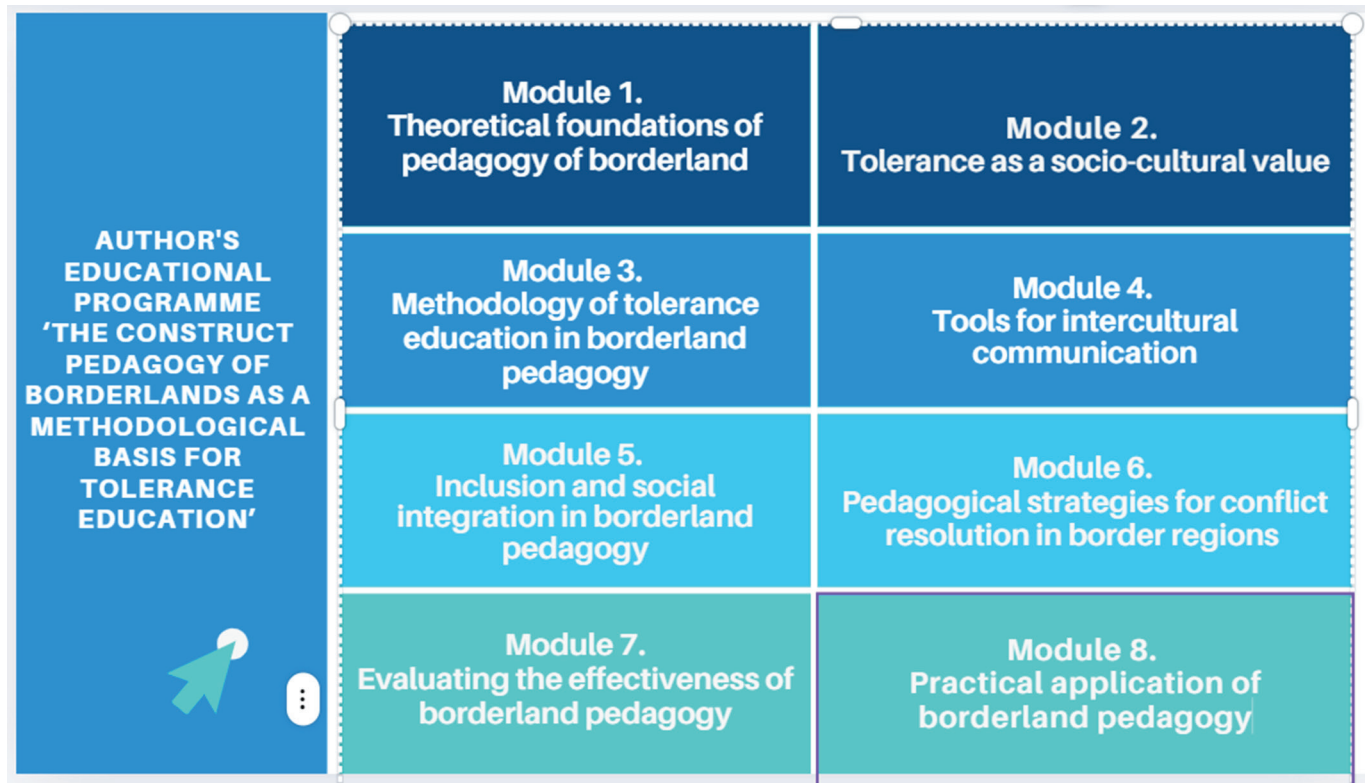 AUTHOR'S
EDUCATIONAL
PROGRAMME
‘THE CONSTRUCT
PEDAGOGY OF
BORDERLANDS AS A
METHODOLOGICAL
BASIS FOR
TOLERANCE
EDUCATION’
Module 1.
Theoretical foundations of
pedagogy of borderland
Module 2.
Tolerance as a socio-cultural value
Module 3.
Methodology of tolerance
education in borderland
pedagogy
Module 4.
Tools for intercultural
communication
Module 5.
Inclusion and social
integration in borderland
pedagogy
Module 6.
Pedagogical strategies for conflict
resolution in border regions
Module 7.
Evaluating the effectiveness of
borderland pedagogy
Module 8.
Practical application of
borderland pedagogy